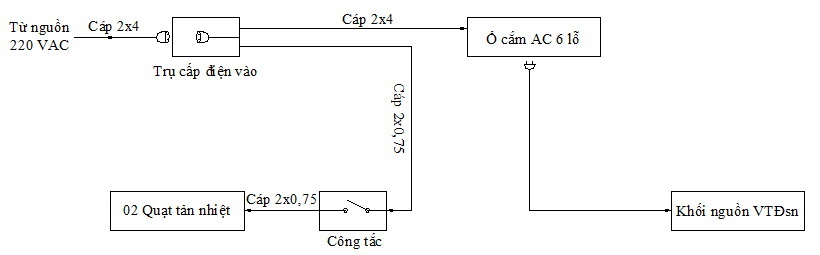 Từ nguồn
220 VAC
Cáp 2x4
Trụ cấp điện vào
Cáp 2x4
Ổ cắm AC 6 lỗ
Cáp 2x0,75
02 Quạt tản nhiệt
Cáp 2x0,75
Công tắc
Khối nguồn VTĐsn